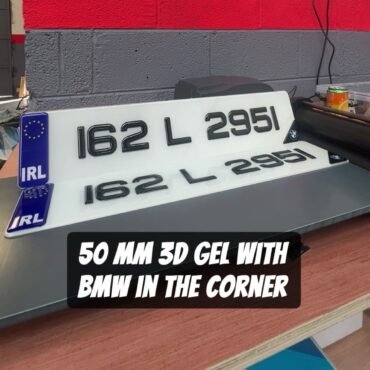 162 L 2951
IRL
162 L 2951
IRL
50 MM 3D GEL WITH
BMW IN THE CORNER